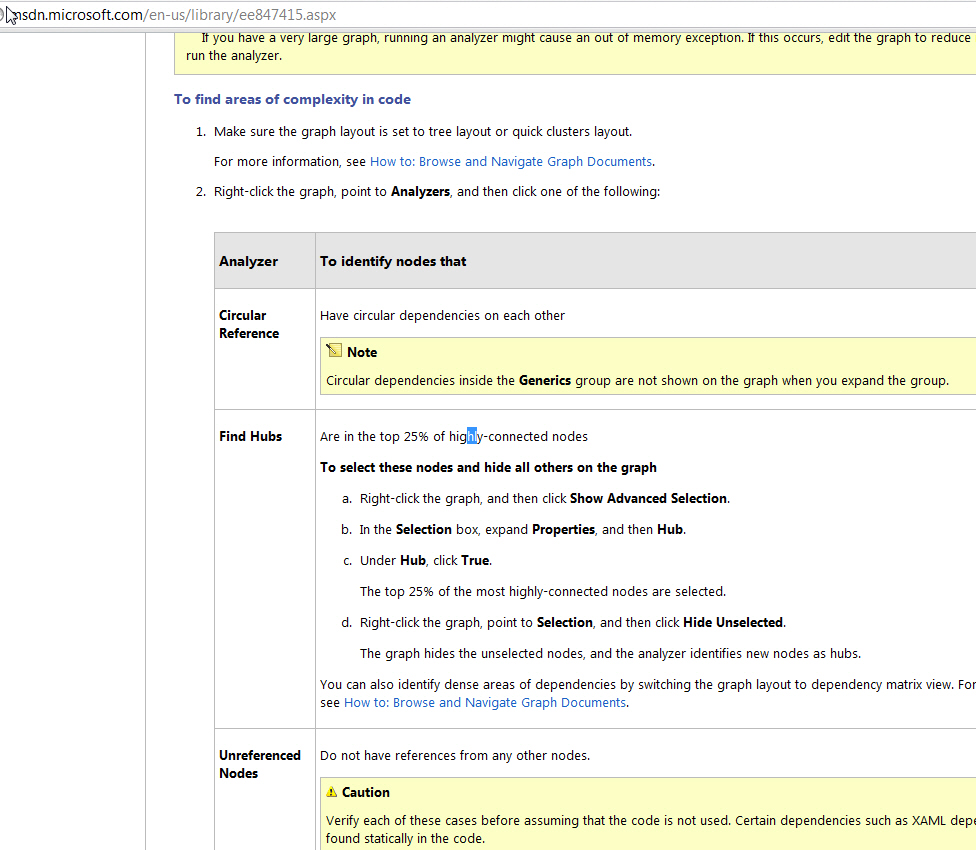 msdn.microsoft.com/en-us/library/ee847415.aspx
If you have a very large graph, running an analyzer might cause an out of memory exception. If this occurs, edit the graph to reduce
run the analyzer.
To find areas of complexity in code
1. Make sure the graph layout is set to tree layout or quick clusters layout.
For more information, see How to: Browse and Navigate Graph Documents.
2. Right-click the graph, point to Analyzers, and then click one of the following:
Analyzer
To identify nodes that
Circular
Reference
Have circular dependencies on each other
Note
Circular dependencies inside the Generics group are not shown on the graph when you expand the group.
Find Hubs
Are in the top 25% of highly-connected nodes
To select these nodes and hide all others on the graph
a. Right-click the graph, and then click Show Advanced Selection.
b. In the Selection box, expand Properties, and then Hub.
c. Under Hub, click True.
The top 25% of the most highly-connected nodes are selected.
d. Right-click the graph, point to Selection, and then click Hide Unselected.
The graph hides the unselected nodes, and the analyzer identifies new nodes as hubs.
You can also identify dense areas of dependencies by switching the graph layout to dependency matrix view. For
see How to: Browse and Navigate Graph Documents.
Unreferenced
Nodes
Do not have references from any other nodes.
Caution
Verify each of these cases before assuming that the code is not used. Certain dependencies such as XAML
found statically in the code.